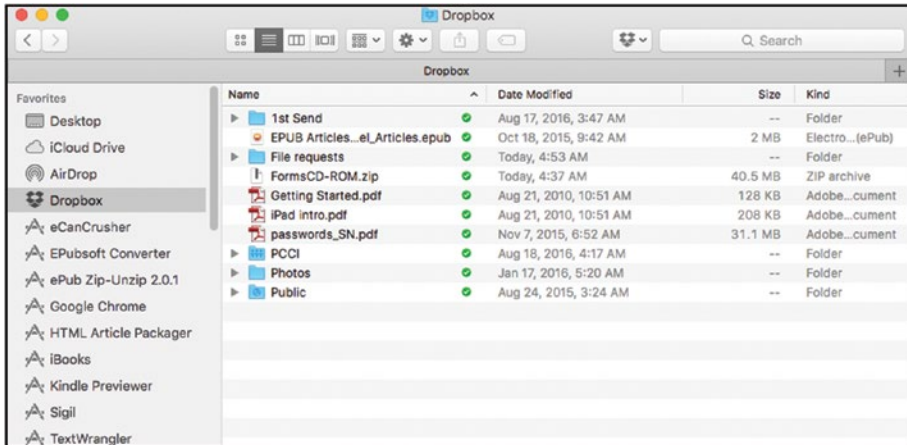 Dropbox
Search
Dropbox
Favorites
Desktop
iCloud Drive
AirDrop
Dropbox
eCanCrusher
EPubsoft Converter
ePub Zip-Unzip 2.0.1
Google Chrome
HTML Article Packager
iBooks
Kindle Previewer
Sigil
TextWrangler
Name Date Modified Size Kind
1st Send Aug 17, 2016, 3:47 AM -- Folder
EPUB Articles...el_Articles.epub Oct 18, 2015, 9:42 AM 2 MB Electro...(ePub)
File requests Today, 4:53 AM -- Folder
FormsCD-ROM.zip Today, 4:37 AM 40.5 MB ZIP archive
Getting Started.pdf Aug 21, 2010, 10:51 AM 128 KB Adobe...cument
iPad intro.pdf Aug 21, 2010, 10:51 AM 208 KB Adobe...cument
passwords_SN.pdf Nov 7, 2015, 6:52 AM 31.1 MB Adobe...cument
PCCI Aug 18, 2016, 4:17 AM -- Folder
Photos Jan 17, 2016, 5:20 AM -- Folder
Public Aug 24, 2015, 3:24 AM -- Folder